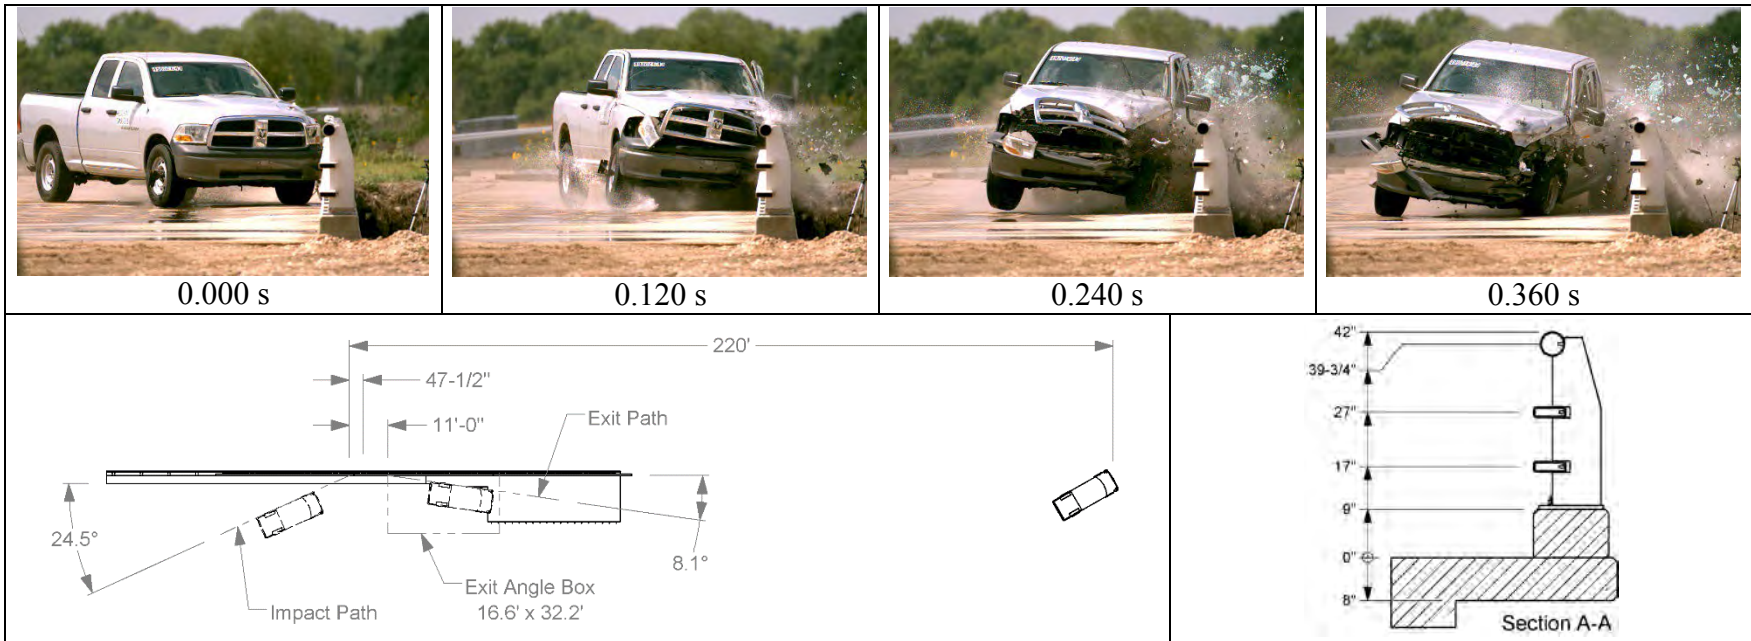 0.000 s
0.120 s
0.240 s
0.360 s
220'
47-1/2"
11'-0"
Exit Path
24.5°
8.1°
Exit Angle Box
16.6' x 32.2'
Impact Path
42"
39-3/4"
27"
17"
9"
0"
8"
Section A-A